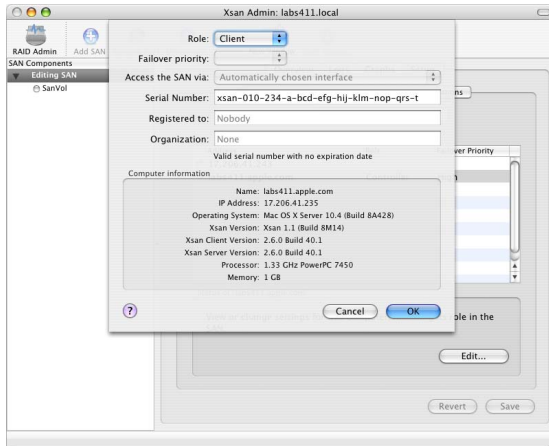 Xsan Admin: labs411.local
RAID Admin
Add SAN
SAN Components
Editing SAN
SanVol
Role: Client
Failover priority:
Access the SAN via: Automatically chosen interface
Serial Number: xsan-010-234-a-bcd-efg-hij-klm-nop-qrs-t
Registered to: Nobody
Organization: None
Valid serial number with no expiration date
Computer information
Name: labs411.apple.com
IP Address: 17.206.41.235
Operating System: Mac OS X Server 10.4 (Build 8A428)
Xsan Version: Xsan 1.1 (Build 8M14)
Xsan Client Version: 2.6.0 Build 40.1
Xsan Server Version: 2.6.0 Build 40.1
Processor: 1.33 GHz PowerPC 7450
Memory: 1 GB
?
Cancel
OK
ns
ver Priority
ole in the
Edit...
Revert
Save